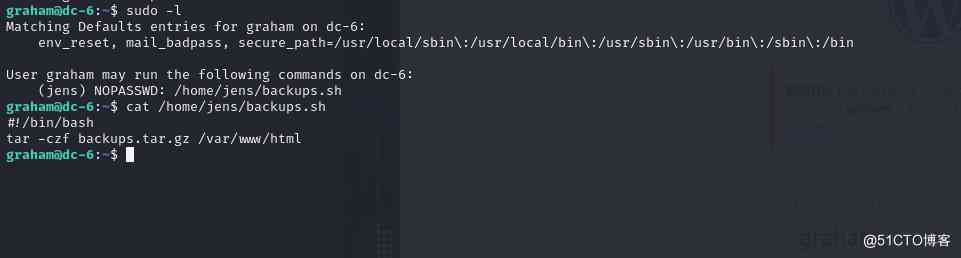 graham@dc-6:~$ sudo -l
Matching Defaults entries for graham on dc-6:
    env_reset, mail_badpass, secure_path=/usr/local/sbin\:/usr/local/bin\:/usr/sbin\:/usr/bin\:/sbin\:/bin

User graham may run the following commands on dc-6:
    (jens) NOPASSWD: /home/jens/backups.sh
graham@dc-6:~$ cat /home/jens/backups.sh
#!/bin/bash
tar -czf backups.tar.gz /var/www/html
graham@dc-6:~$
@51CTO博客